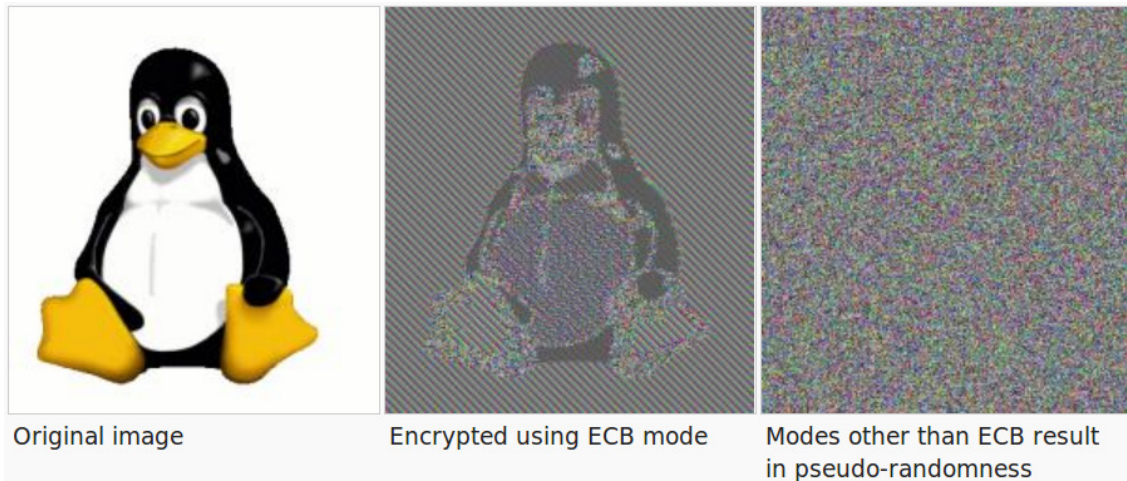 Original image
Encrypted using ECB mode
Modes other than ECB result
in pseudo-randomness